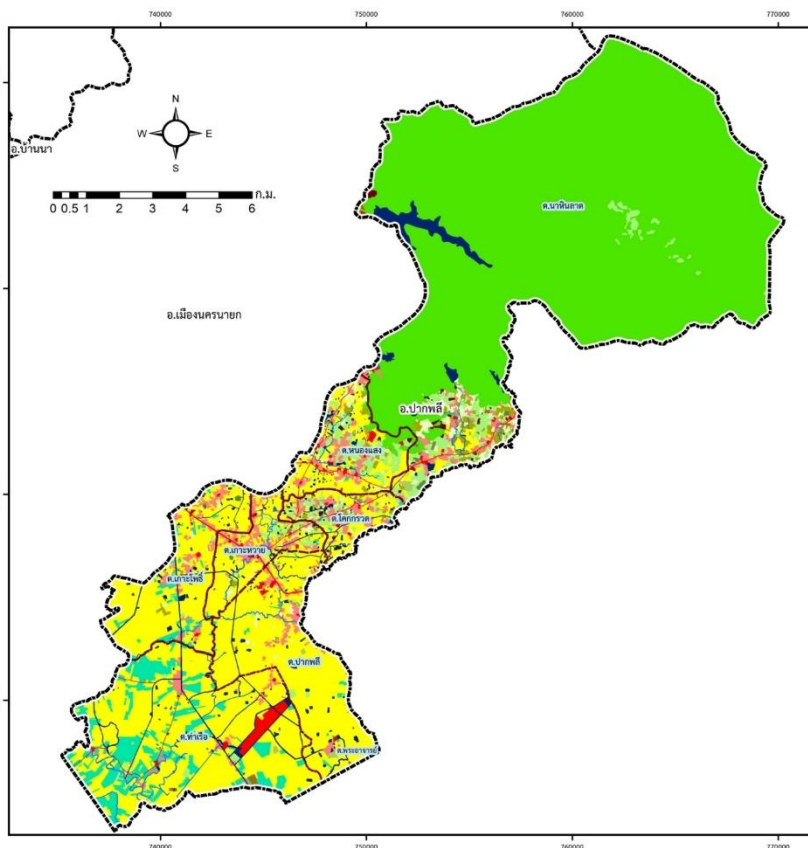 740000 750000 760000 770000
N
W E
S
อ.บ้านนา
ก.ม.
0 0.5 1 2 3 4 5 6
ต.นาหินลาด
อ.เมืองนครนายก
อ.ปากพลี
ต.หนองแสง
ต.โคกกรวด
ต.เกาะหวาย
ต.เกาะโพธิ์
ต.ปากพลี
ต.ท่าเรือ
ต.พระอาจารย์
740000 750000 760000 770000